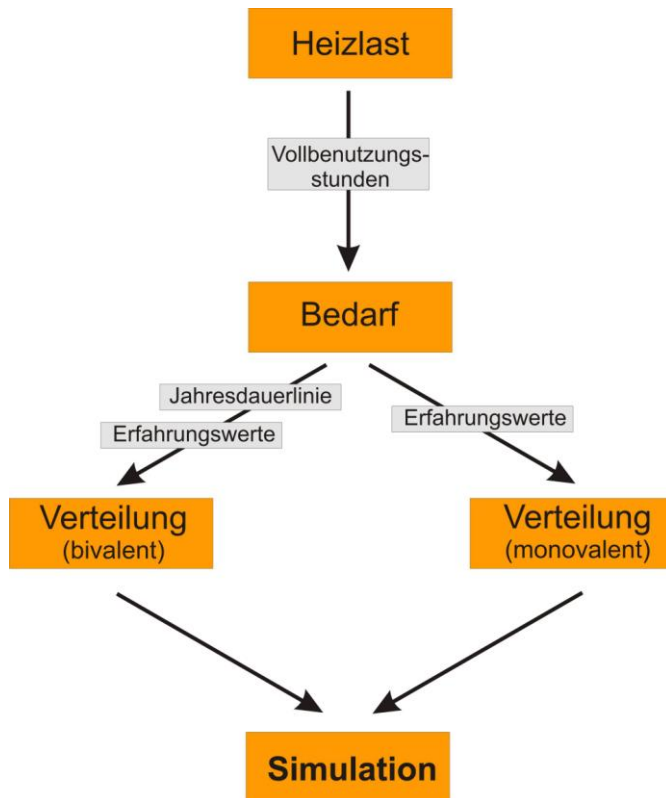 Heizlast
Vollbenutzungs-
stunden
Bedarf
Jahresdauerlinie
Erfahrungswerte
Erfahrungswerte
Verteilung
(bivalent)
Verteilung
(monovalent)
Simulation